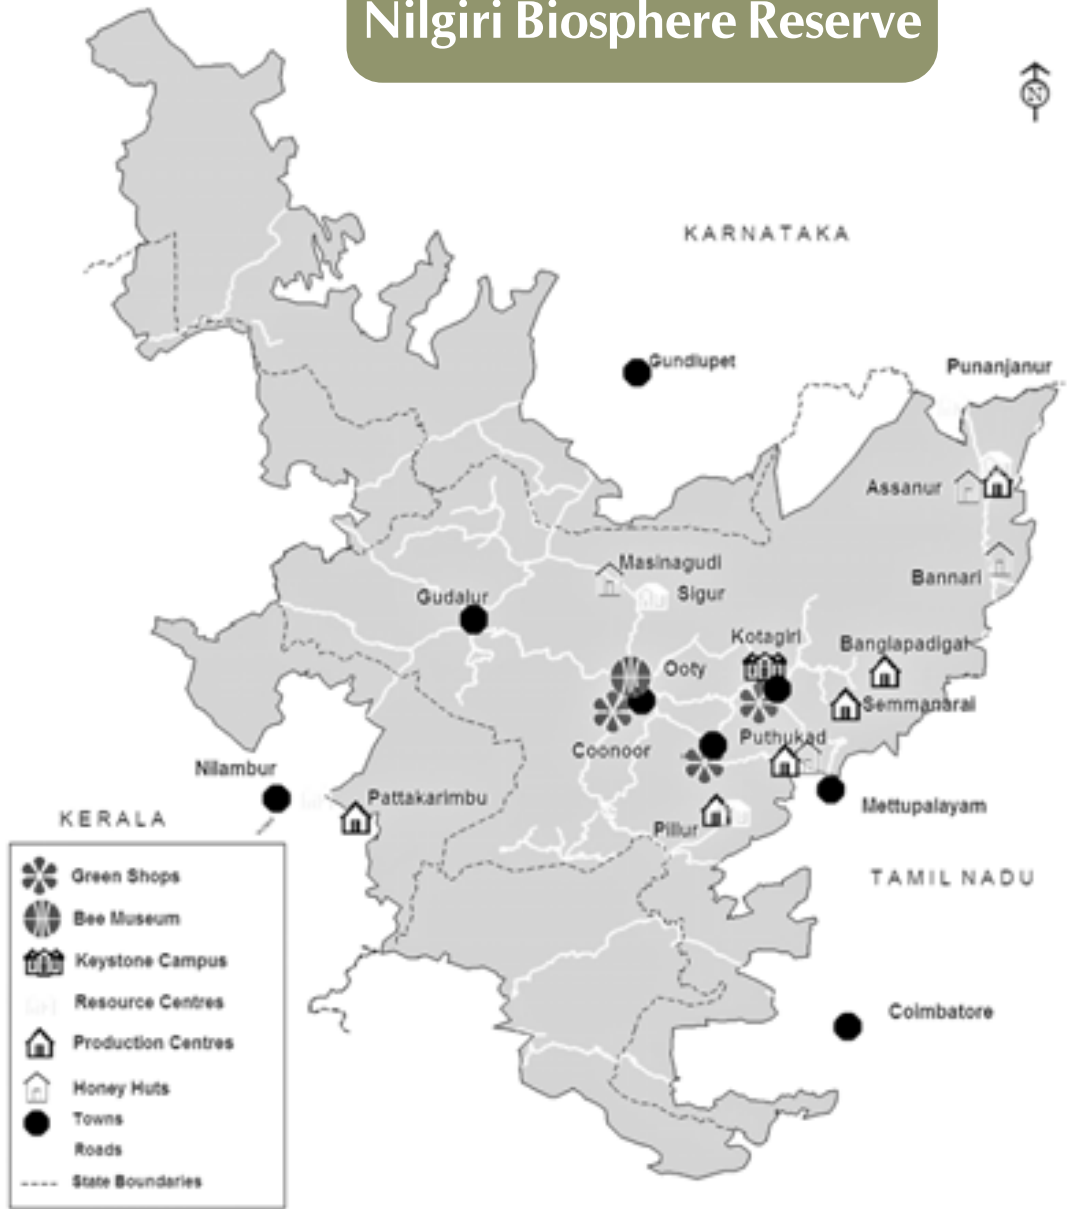 Nilgiri Biosphere Reserve
N
KARNATAKA
Gundlupet
Punanjanur
Assanur
Masinagudi
Bannari
Sigur
Gudalur
Kotagiri
Banglapadigai
Ooty
Semmanarai
Puthukad
Coonoor
Nilambur
Pattakarimbu
Mettupalayam
KERALA
Pillur
TAMIL NADU
Green Shops
Bee Museum
Keystone Campus
Resource Centres
Coimbatore
Production Centres
Honey Huts
Towns
Roads
State Boundaries